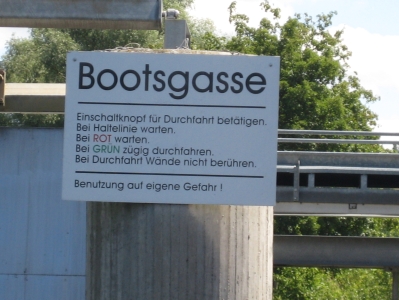 Bootsgasse
Einschaltknopf für Durchfahrt betätigen.
Bei Haltelinie warten.
Bei ROT warten.
Bei GRÜN zügig durchfahren.
Bei Durchfahrt Wände nicht berühren.
Benutzung auf eigene Gefahr !